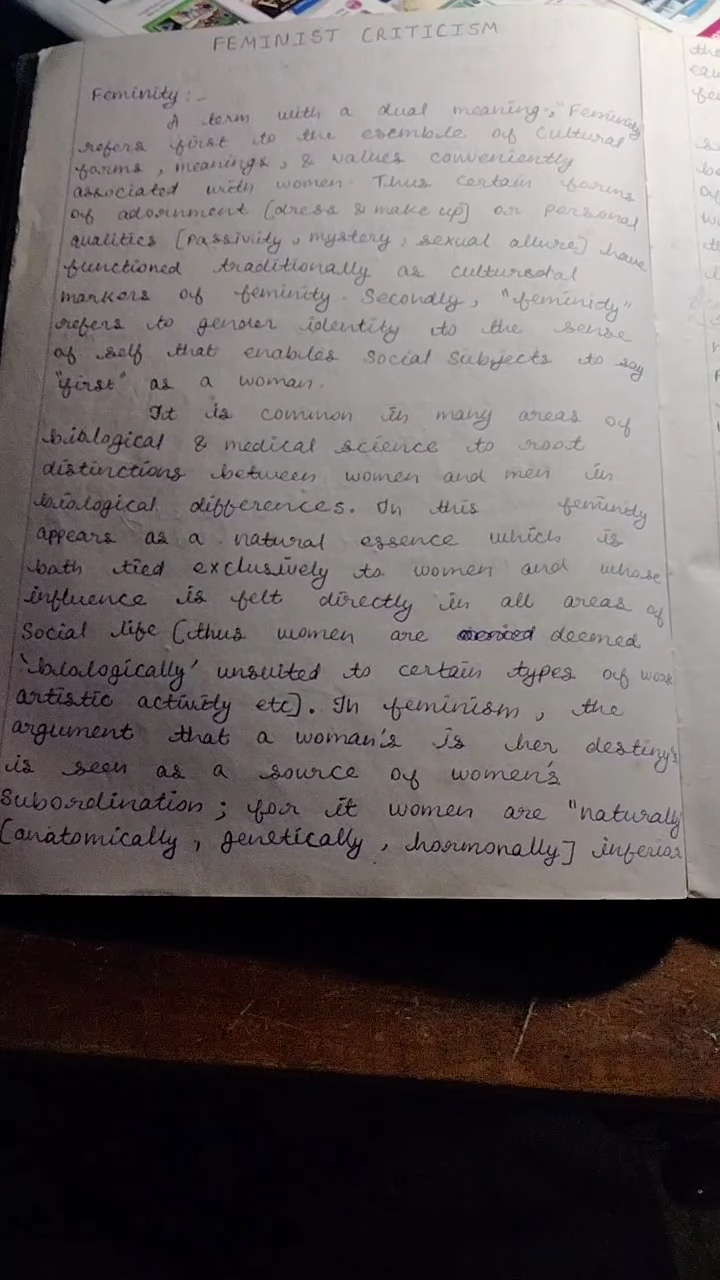 FEMINIST CRITICISM
Feminity :-
A term with a dual meaning, "Feminity
refers first to the esemble of Cultural
forms, meanings, & values conveniently
associated with women. Thus certain forms
of adornment [dress & make up] or personal
qualities [passivity, mystery, sexual allure] have
functioned traditionally as cultural
markers of feminity. Secondly, "feminity"
refers to gender identity to the sense
of self that enables social subjects to say
"first" as a woman.
It is common in many areas of
biological & medical science to root
distinctions between women and men in
biological differences. In this feminity
appears as a natural essence which is
both tied exclusively to women and whose
influence is felt directly in all areas of
social life (thus women are deemed
'biologically' unsuited to certain types of work
artistic activity etc]. In feminism, the
argument that a woman's is her destiny's
is seen as a source of women's
subordination ; for it women are "naturally
[anatomically, genetically, hormonally] inferior
the